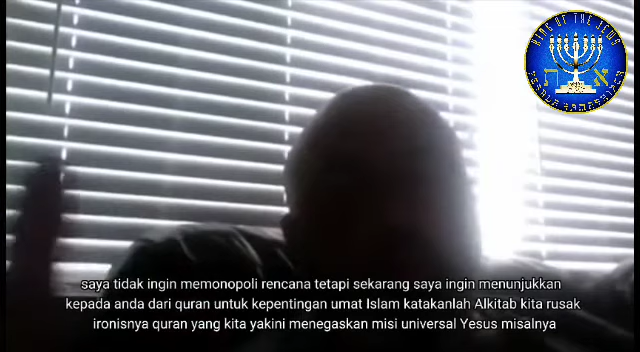 KING OF THE JEWS
YESHUA HAMASHIACH
saya tidak ingin memonopoli rencana tetapi sekarang saya ingin menunjukkan
kepada anda dari quran untuk kepentingan umat Islam katakanlah Alkitab kita rusak
ironisnya quran yang kita yakini menegaskan misi universal Yesus misalnya